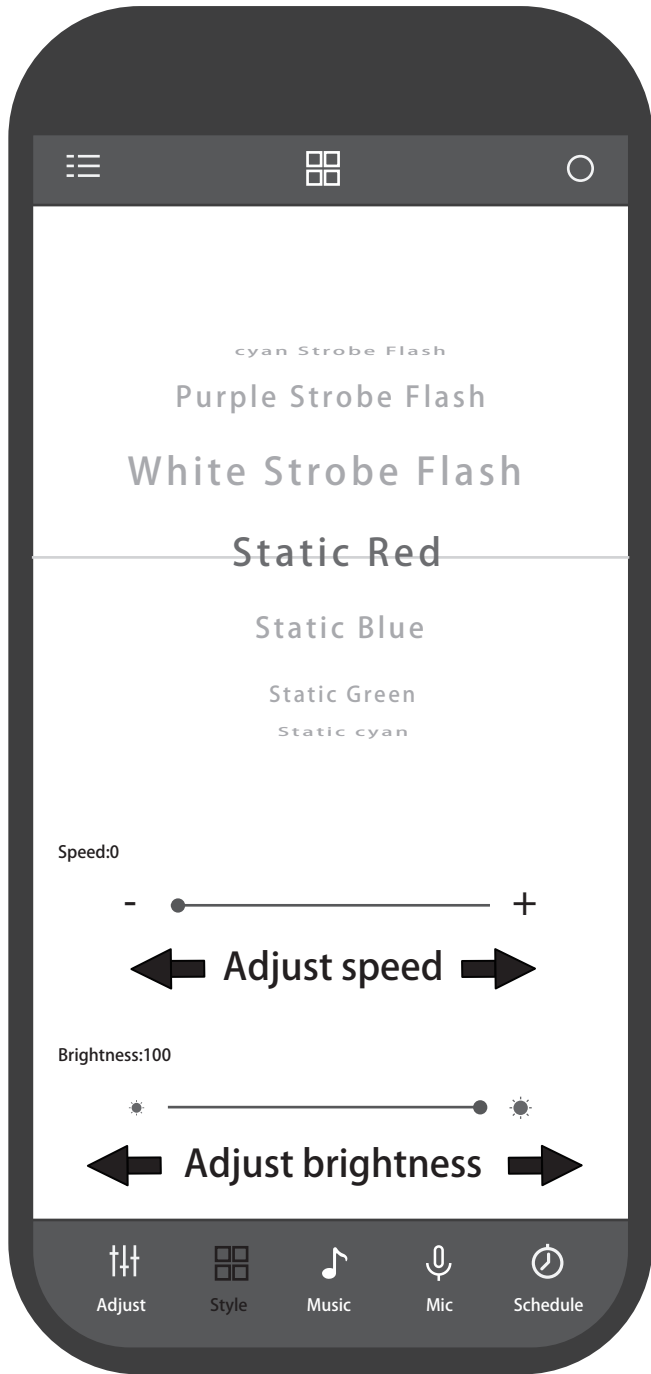 cyan Strobe Flash
Purple Strobe Flash
White Strobe Flash
Static Red
Static Blue
Static Green
Static cyan
Speed:0
- +
Adjust speed
Brightness:100
Adjust brightness
Adjust Style Music Mic Schedule